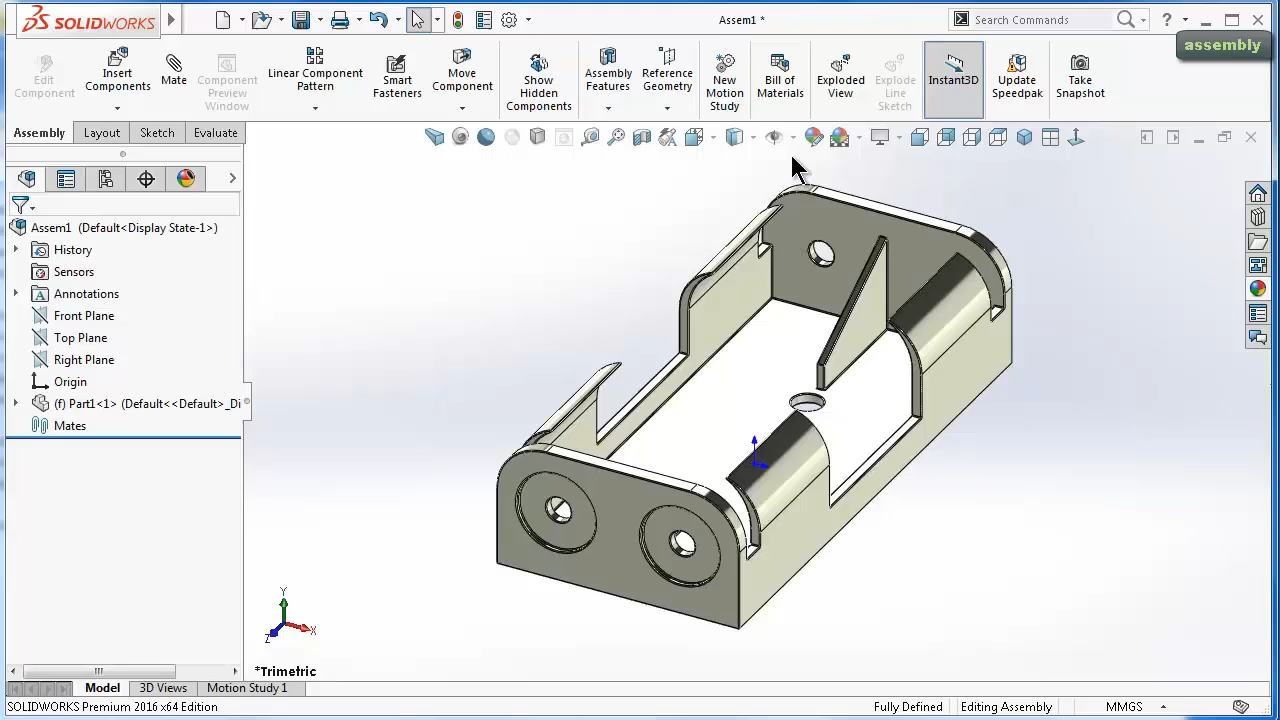 SOLIDWORKS
Assem1 *
Search Commands
assembly
Edit Component
Insert Components
Mate
Component Preview Window
Linear Component Pattern
Smart Fasteners
Move Component
Show Hidden Components
Assembly Features
Reference Geometry
New Motion Study
Bill of Materials
Exploded View
Explode Line Sketch
Instant3D
Update Speedpak
Take Snapshot
Assembly
Layout
Sketch
Evaluate
Assem1 (Default<Display State-1>)
History
Sensors
Annotations
Front Plane
Top Plane
Right Plane
Origin
(f) Part1<1> (Default<<Default>_Di
Mates
Y
X
Z
*Trimetric
Model
3D Views
Motion Study 1
SOLIDWORKS Premium 2016 x64 Edition
Fully Defined
Editing Assembly
MMGS